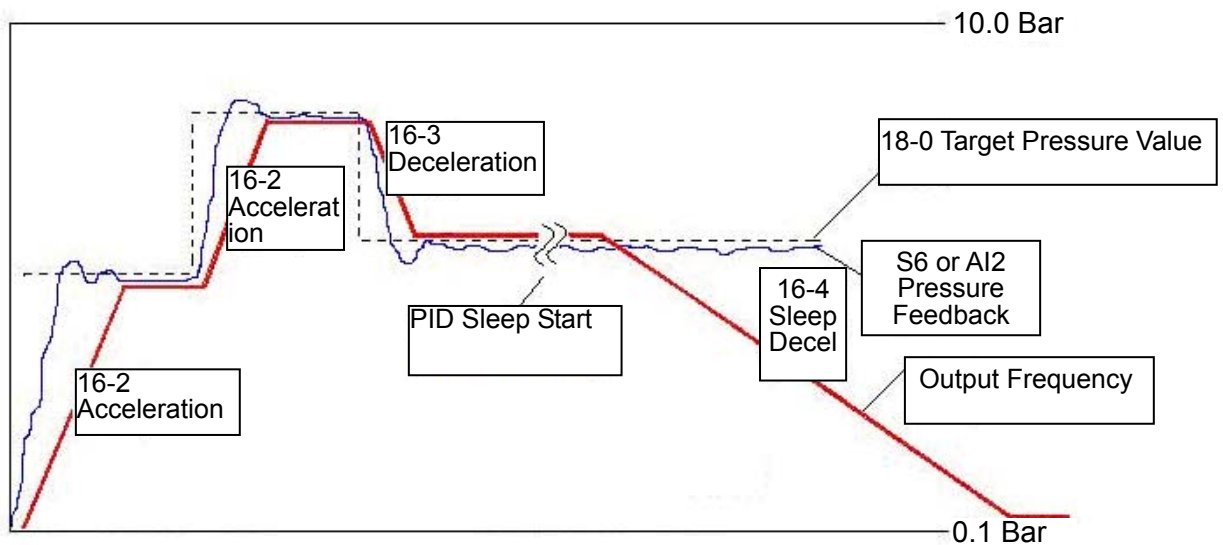 10.0 Bar
16-3
Deceleration
18-0 Target Pressure Value
16-2
Accelerat
ion
S6 or AI2
Pressure
Feedback
16-4
Sleep
Decel
PID Sleep Start
Output Frequency
16-2
Acceleration
0.1 Bar